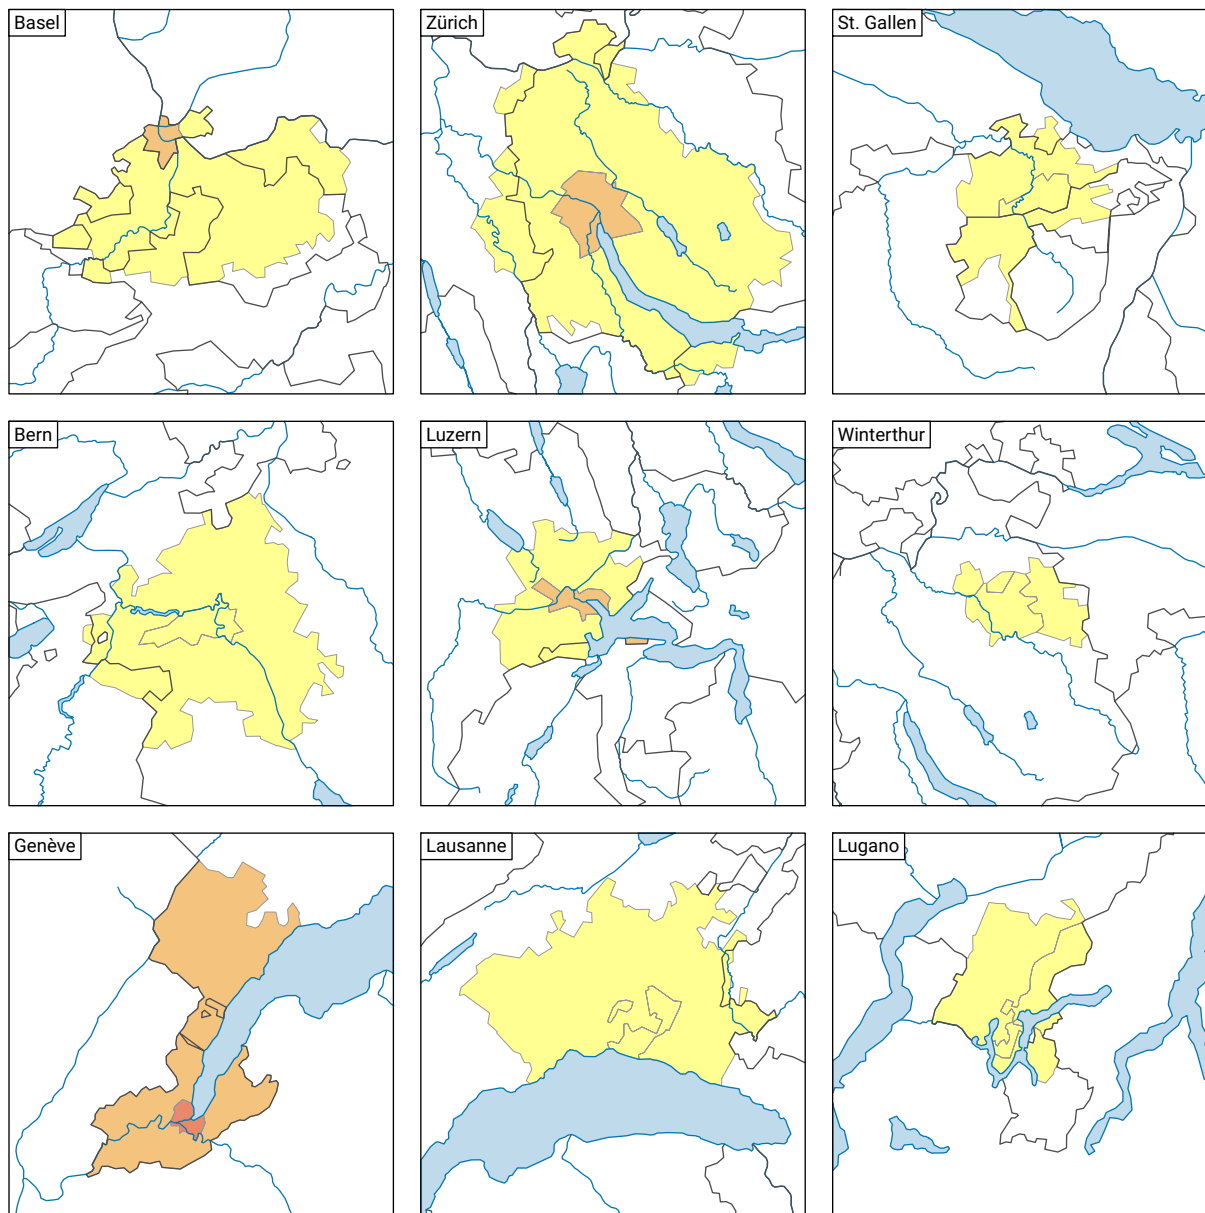 Basel
Zürich
St. Gallen
Bern
Luzern
Winterthur
Genève
Lausanne
Lugano